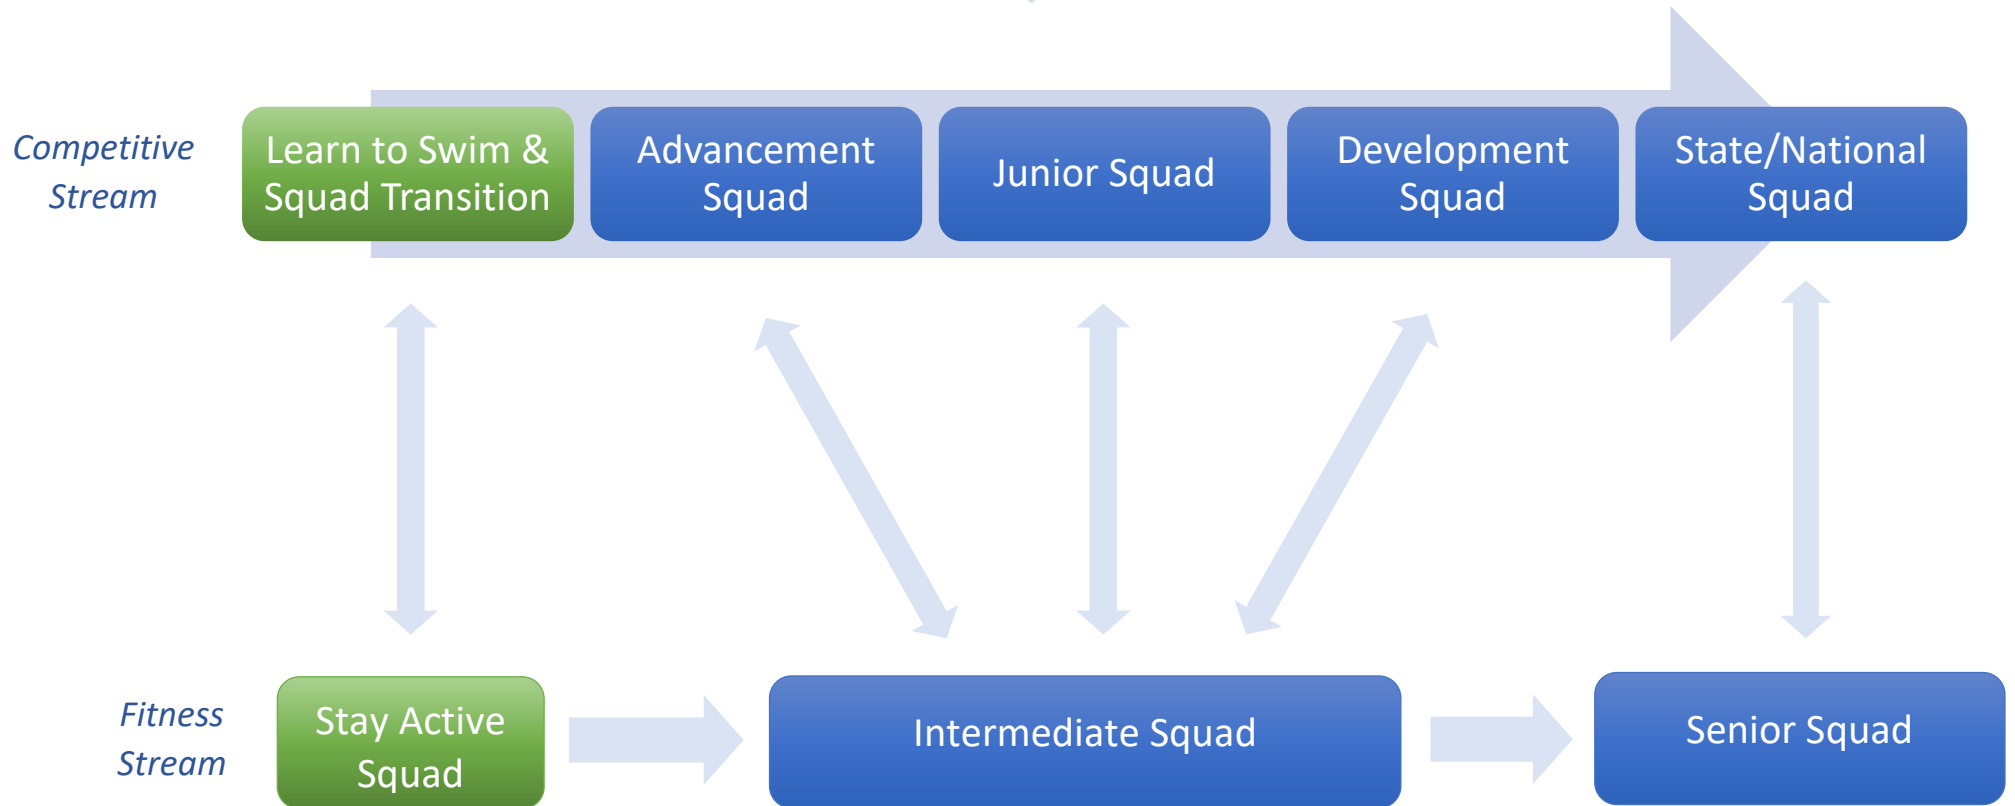 Competitive
Stream
Learn to Swim &
Squad Transition
Advancement
Squad
Junior Squad
Development
Squad
State/National
Squad
Fitness
Stream
Stay Active
Squad
Intermediate Squad
Senior Squad